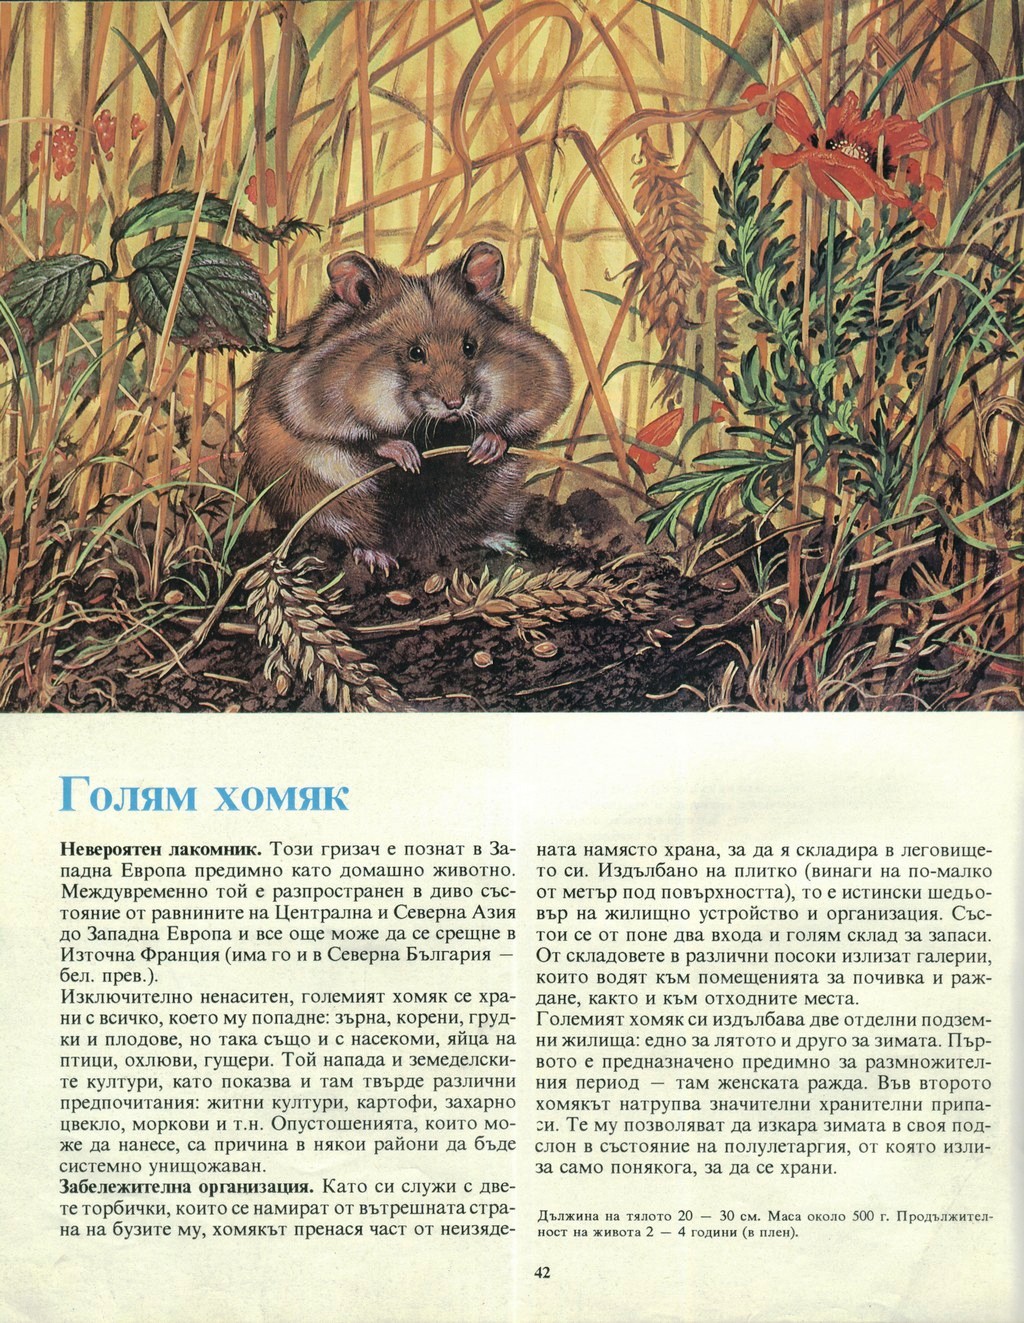 Голям хомяк
Невероятен лакомник. Този гризач е познат в За-
падна Европа предимно като домашно животно.
Междувременно той е разпространен в диво със-
тояние от равнините на Централна и Северна Азия
до Западна Европа и все още може да се срещне в
Източна Франция (има го и в Северна България —
бел. прев.).
Изключително ненаситен, големият хомяк се хра-
ни с всичко, което му попадне: зърна, корени, груд-
ки и плодове, но така също и с насекоми, яйца на
птици, охлюви, гущери. Той напада и земеделски-
те култури, като показва и там твърде различни
предпочитания: житни култури, картофи, захарно
цвекло, моркови и т.н. Опустошенията, които мо-
же да нанесе, са причина в някои райони да бъде
системно унищожаван.
Забележителна организация. Като си служи с две-
те торбички, които се намират от вътрешната стра-
на на бузите му, хомякът пренася част от неизяде-
ната намясто храна, за да я складира в леговище-
то си. Издълбано на плитко (винаги на по-малко
от метър под повърхността), то е истински шедьо-
вър на жилищно устройство и организация. Със-
тои се от поне два входа и голям склад за запаси.
От складовете в различни посоки излизат галерии,
които водят към помещенията за почивка и раж-
дане, както и към отходните места.
Големият хомяк си издълбава две отделни подзем-
ни жилища: едно за лятото и друго за зимата. Пър-
вото е предназначено предимно за размножител-
ния период — там женската ражда. Във второто
хомякът натрупва значителни хранителни припа-
си. Те му позволяват да изкара зимата в своя под-
слон в състояние на полулетаргия, от която изли-
за само понякога, за да се храни.
Дължина на тялото 20 — 30 см. Маса около 500 г. Продължител-
ност на живота 2 — 4 години (в плен).
42